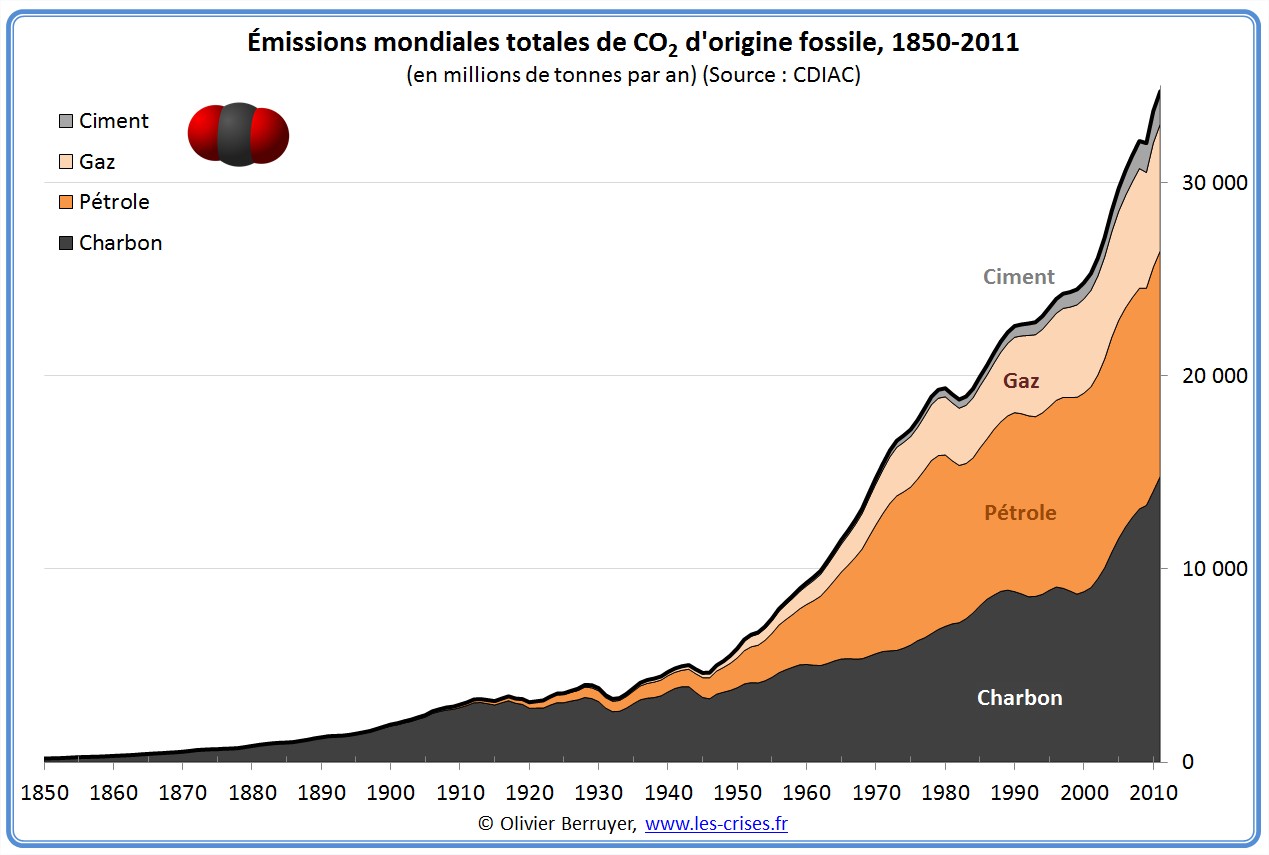 Émissions mondiales totales de CO₂ d'origine fossile, 1850-2011
(en millions de tonnes par an) (Source : CDIAC)
Ciment
Gaz
Pétrole
Charbon
30 000
Ciment
20 000
Gaz
Pétrole
10 000
Charbon
0
1850 1860 1870 1880 1890 1900 1910 1920 1930 1940 1950 1960 1970 1980 1990 2000 2010
© Olivier Berruyer, www.les-crises.fr